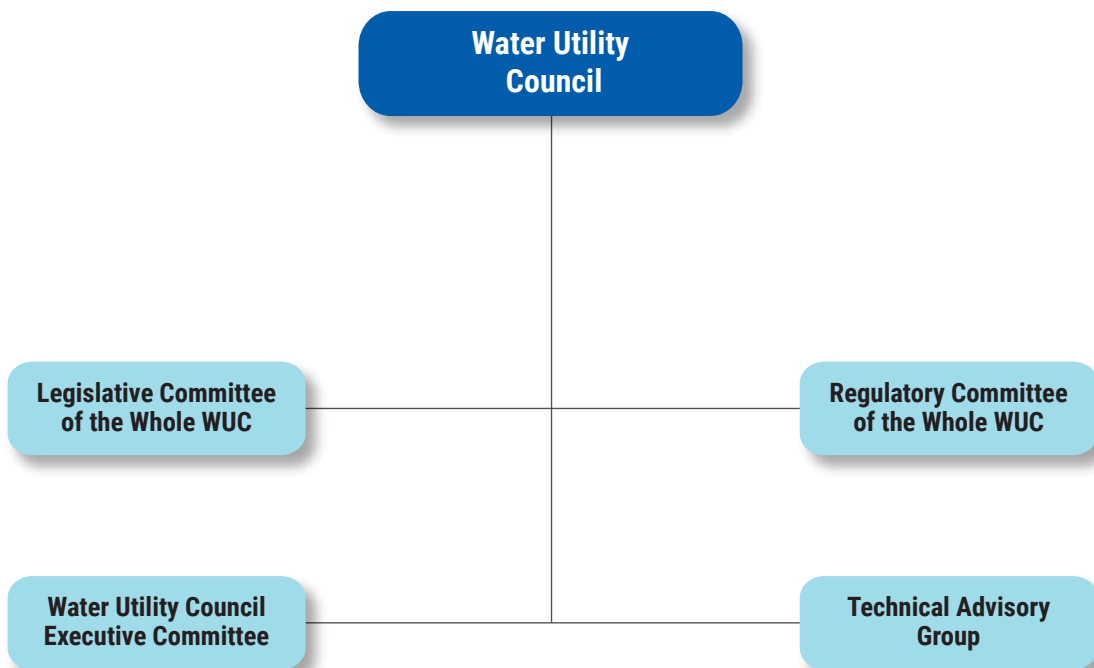 Water Utility
Council
Legislative Committee
of the Whole WUC
Regulatory Committee
of the Whole WUC
Water Utility Council
Executive Committee
Technical Advisory
Group